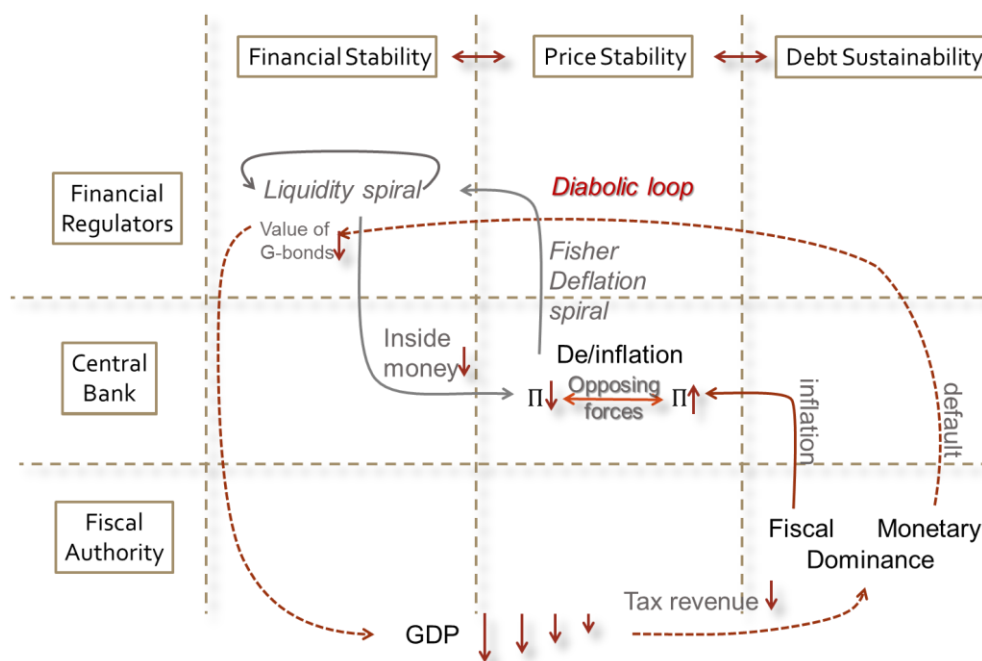 Financial Stability
Price Stability
Debt Sustainability
Financial
Regulators
Liquidity spiral
Diabolic loop
Value of
G-bonds
Fisher
Deflation
spiral
Central
Bank
Inside
money
De/inflation
Π
Opposing
forces
Π
inflation
default
Fiscal
Authority
Fiscal Monetary
Dominance
Tax revenue
GDP